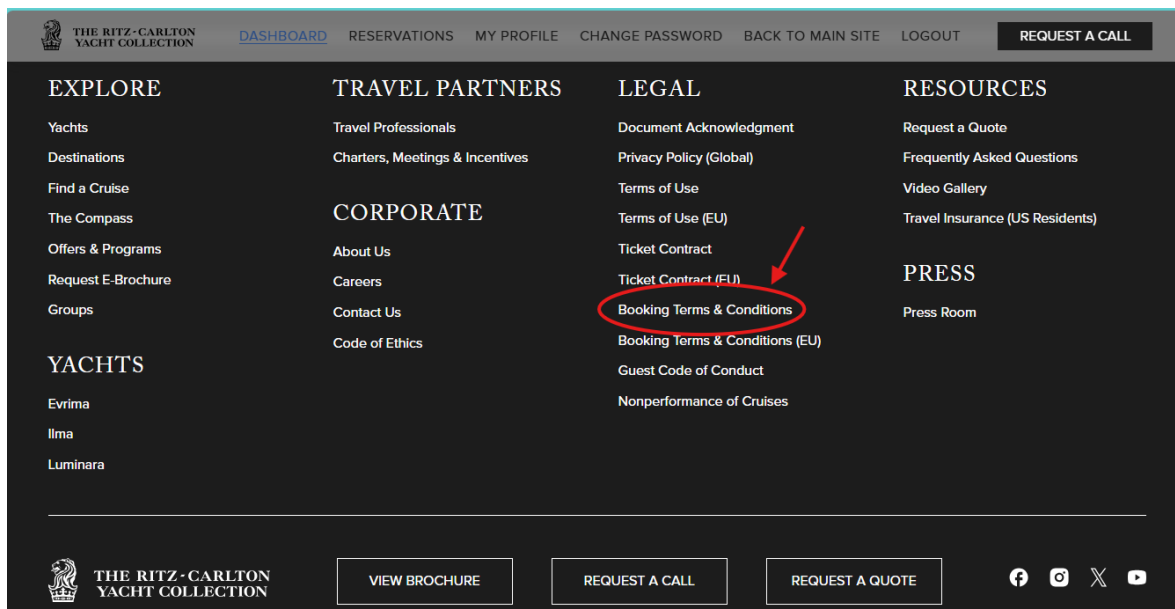 THE RITZ-CARLTON
YACHT COLLECTION
DASHBOARD
RESERVATIONS
MY PROFILE
CHANGE PASSWORD
BACK TO MAIN SITE
LOGOUT
REQUEST A CALL
EXPLORE
Yachts
Destinations
Find a Cruise
The Compass
Offers & Programs
Request E-Brochure
Groups
YACHTS
Evrima
Ilma
Luminara
TRAVEL PARTNERS
Travel Professionals
Charters, Meetings & Incentives
CORPORATE
About Us
Careers
Contact Us
Code of Ethics
LEGAL
Document Acknowledgment
Privacy Policy (Global)
Terms of Use
Terms of Use (EU)
Ticket Contract
Ticket Contract (EU)
Booking Terms & Conditions
Booking Terms & Conditions (EU)
Guest Code of Conduct
Nonperformance of Cruises
RESOURCES
Request a Quote
Frequently Asked Questions
Video Gallery
Travel Insurance (US Residents)
PRESS
Press Room
THE RITZ-CARLTON
YACHT COLLECTION
VIEW BROCHURE
REQUEST A CALL
REQUEST A QUOTE